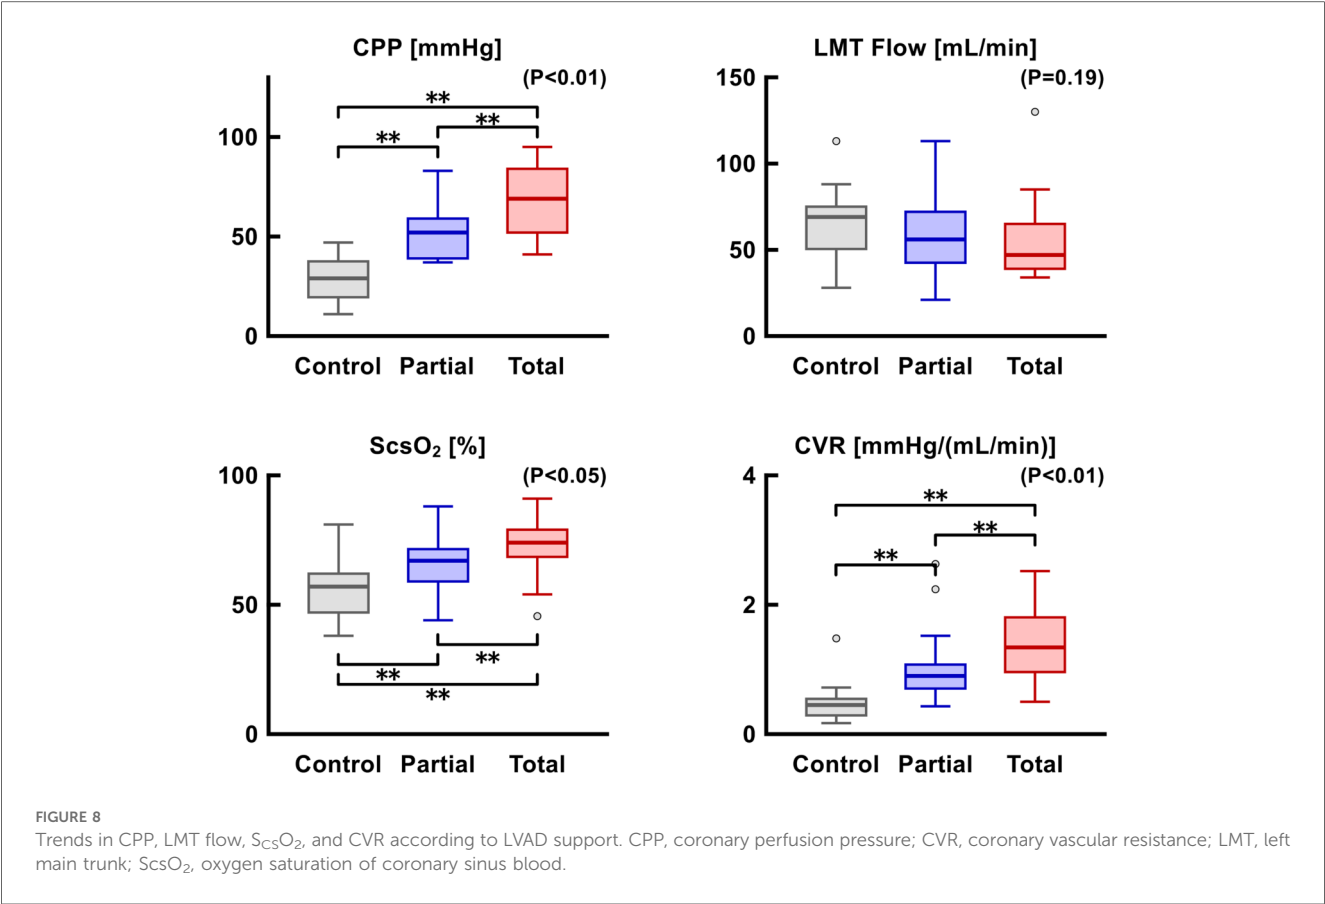 CPP [mmHg]
(P<0.01)
**
**
**
100
50
0
Control Partial Total
LMT Flow [mL/min]
(P=0.19)
150
100
50
0
Control Partial Total
ScsO₂ [%]
(P<0.05)
100
50
0
**
**
**
Control Partial Total
CVR [mmHg/(mL/min)]
(P<0.01)
4
**
**
**
2
0
Control Partial Total
FIGURE 8
Trends in CPP, LMT flow, SCSO₂, and CVR according to LVAD support. CPP, coronary perfusion pressure; CVR, coronary vascular resistance; LMT, left
main trunk; ScsO₂, oxygen saturation of coronary sinus blood.